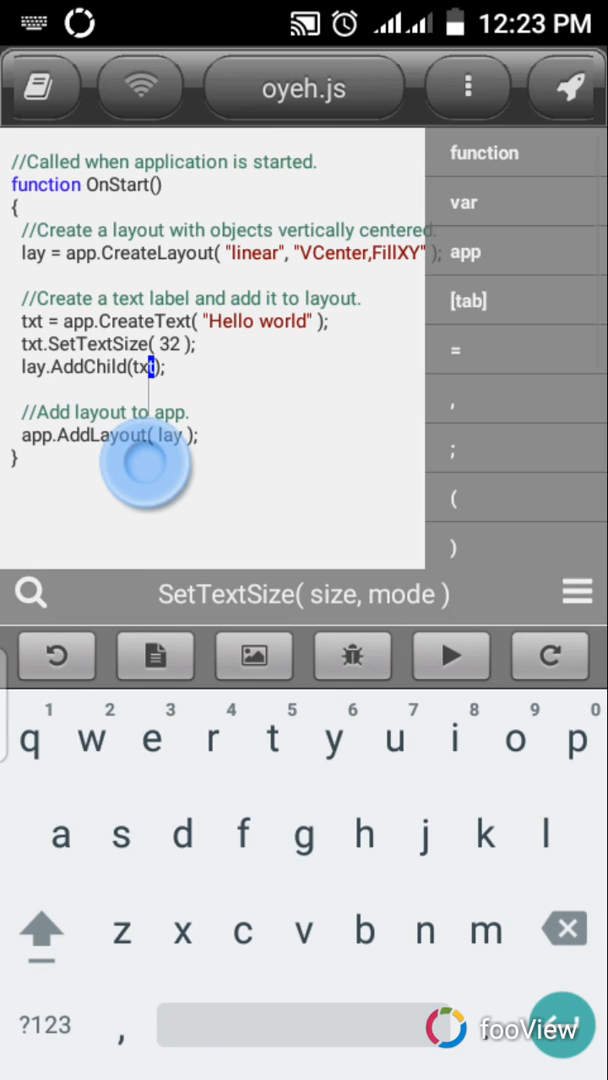 12:23 PM
oyeh.js
//Called when application is started.
function OnStart()
{
//Create a layout with objects vertically centered.
lay = app.CreateLayout( "linear", "VCenter,FillXY" );
//Create a text label and add it to layout.
txt = app.CreateText( "Hello world" );
txt.SetTextSize( 32 );
lay.AddChild(txt);
//Add layout to app.
app.AddLayout( lay );
}
function
var
app
[tab]
=
,
;
(
)
SetTextSize( size, mode )
1 2 3 4 5 6 7 8 9 0
q w e r t y u i o p
a s d f g h j k l
z x c v b n m
?123 ,
fooView